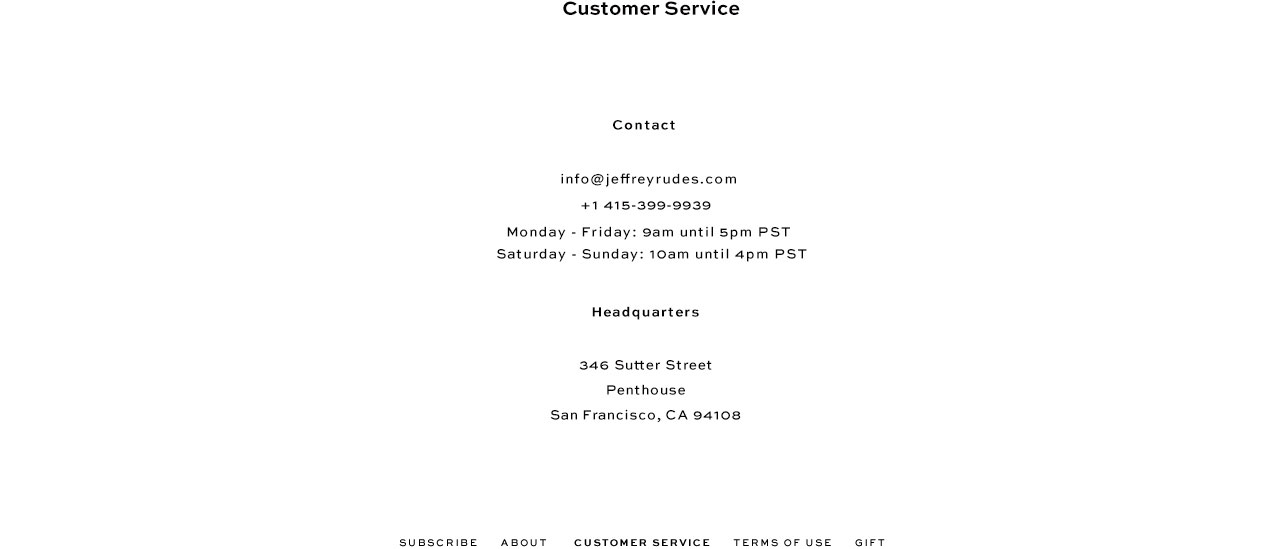 Customer Service
Contact
info@jeffreyrudes.com
+1 415-399-9939
Monday - Friday: 9am until 5pm PST
Saturday - Sunday: 10am until 4pm PST
Headquarters
346 Sutter Street
Penthouse
San Francisco, CA 94108
SUBSCRIBE ABOUT CUSTOMER SERVICE TERMS OF USE GIFT